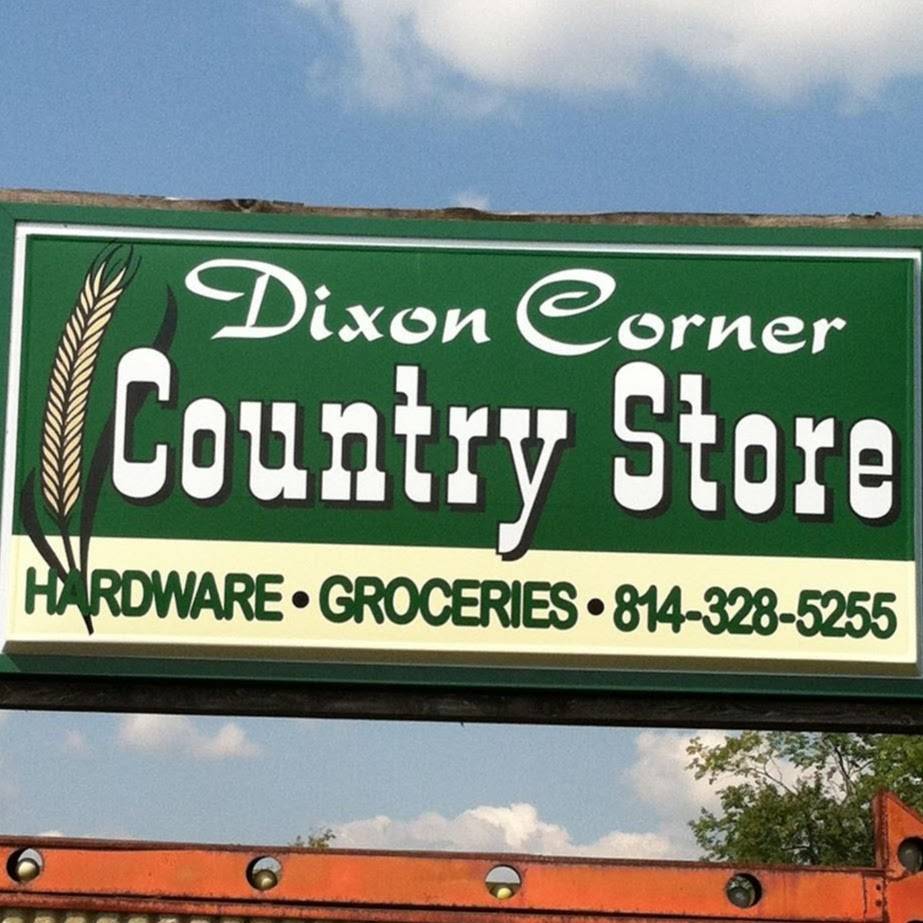 Dixon Corner
Country Store
HARDWARE • GROCERIES • 814-328-5255